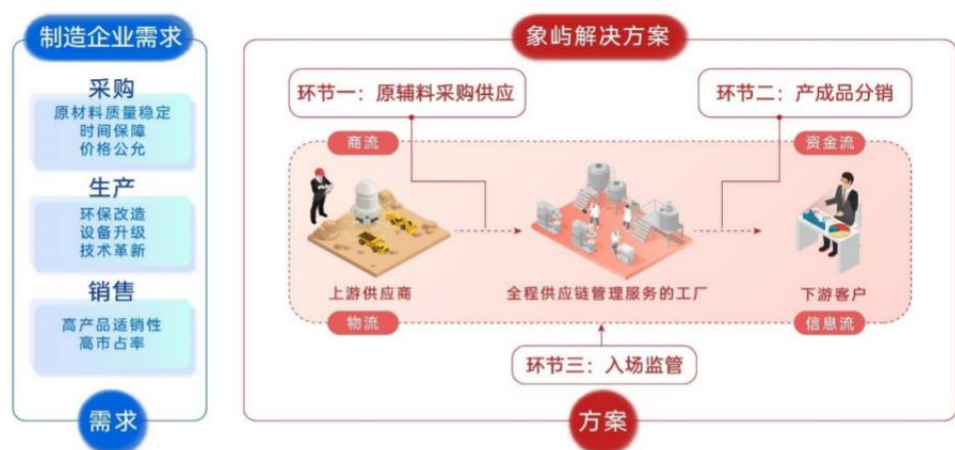 制造企业需求
采购
原材料质量稳定
时间保障
价格公允
生产
环保改造
设备升级
技术革新
销售
高产品适销性
高市占率
需求
象屿解决方案
环节一：原辅料采购供应
环节二：产成品分销
商流
资金流
上游供应商
全程供应链管理服务的工厂
下游客户
物流
信息流
环节三：入场监管
方案